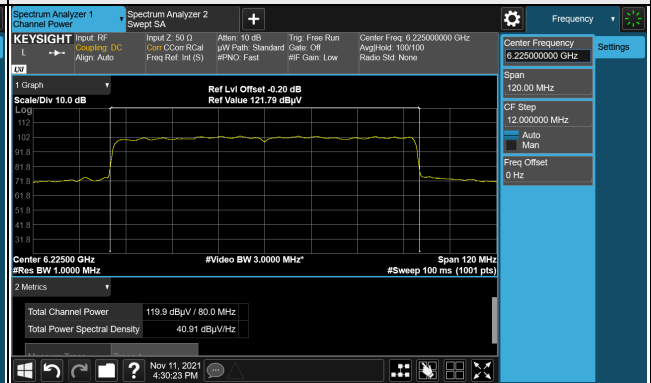 Spectrum Analyzer 1
Channel Power
Spectrum Analyzer 2
Swept SA
Frequency
KEYSIGHT
L
LXI
Input: RF
Coupling: DC
Align: Auto
Input Z: 50 Ω
Corr CCorr RCal
Freq Ref: Int (S)
Atten: 10 dB
µW Path: Standard
#PNO: Fast
Trig: Free Run
Gate: Off
#IF Gain: Low
Center Freq: 6.225000000 GHz
Avg|Hold: 100/100
Radio Std: None
Center Frequency
6.225000000 GHz
Settings
Span
120.00 MHz
CF Step
12.000000 MHz
Auto
Man
Freq Offset
0 Hz
1 Graph
Scale/Div 10.0 dB
Ref Lvl Offset -0.20 dB
Ref Value 121.79 dBµV
Log
112
102
91.8
81.8
71.8
61.8
51.8
41.8
31.8
Center 6.22500 GHz
#Res BW 1.0000 MHz
#Video BW 3.0000 MHz*
Span 120 MHz
#Sweep 100 ms (1001 pts)
2 Metrics
Total Channel Power 119.9 dBµV / 80.0 MHz
Total Power Spectral Density 40.91 dBµV/Hz
?
Nov 11, 2021
4:30:23 PM